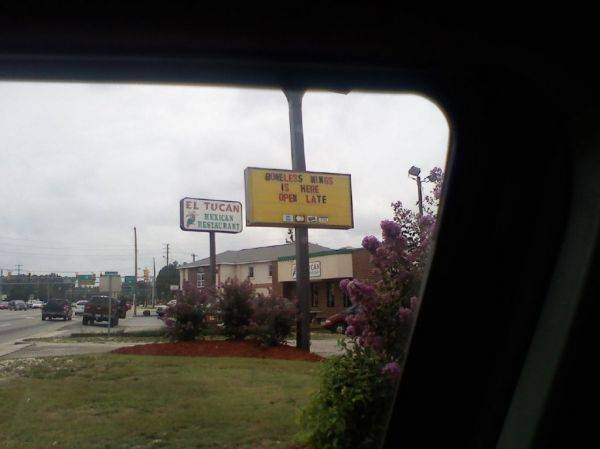 EL TUCAN
MEXICAN
RESTAURANT
BONELESS WINGS
IS HERE
OPEN LATE